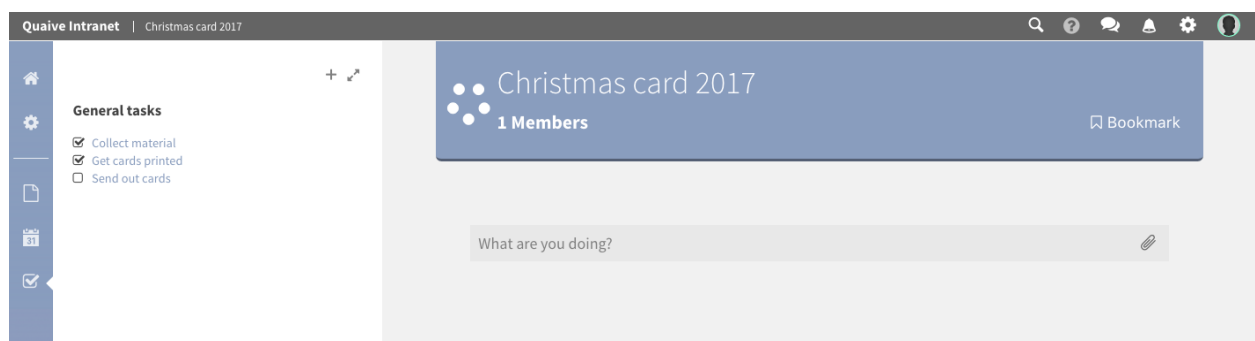 Quaive Intranet | Christmas card 2017
General tasks
Collect material
Get cards printed
Send out cards
31
Christmas card 2017
1 Members
Bookmark
What are you doing?